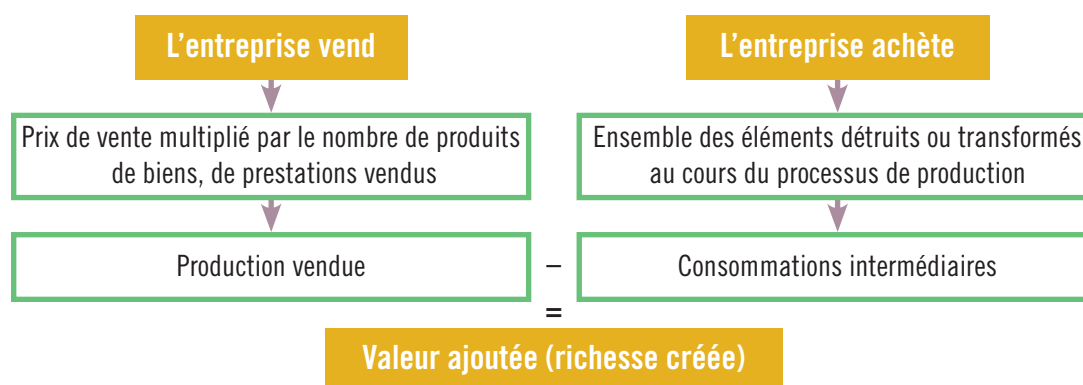 L'entreprise vend
L'entreprise achète
Prix de vente multiplié par le nombre de produits
de biens, de prestations vendus
Ensemble des éléments détruits ou transformés
au cours du processus de production
Production vendue
–
Consommations intermédiaires
=
Valeur ajoutée (richesse créée)